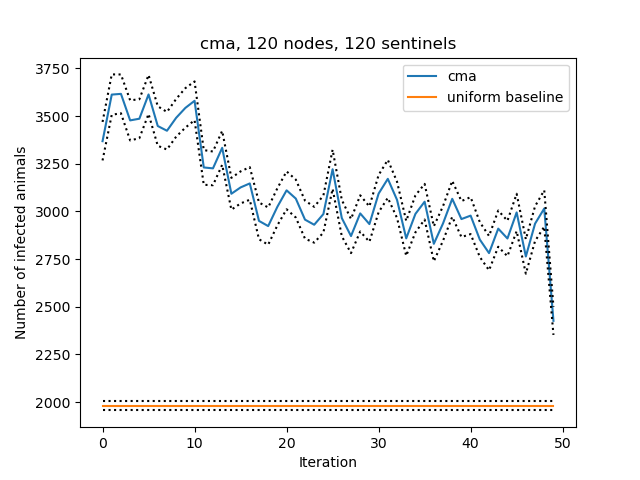 cma, 120 nodes, 120 sentinels
cma
uniform baseline
Number of infected animals
3750
3500
3250
3000
2750
2500
2250
2000
0 10 20 30 40 50
Iteration